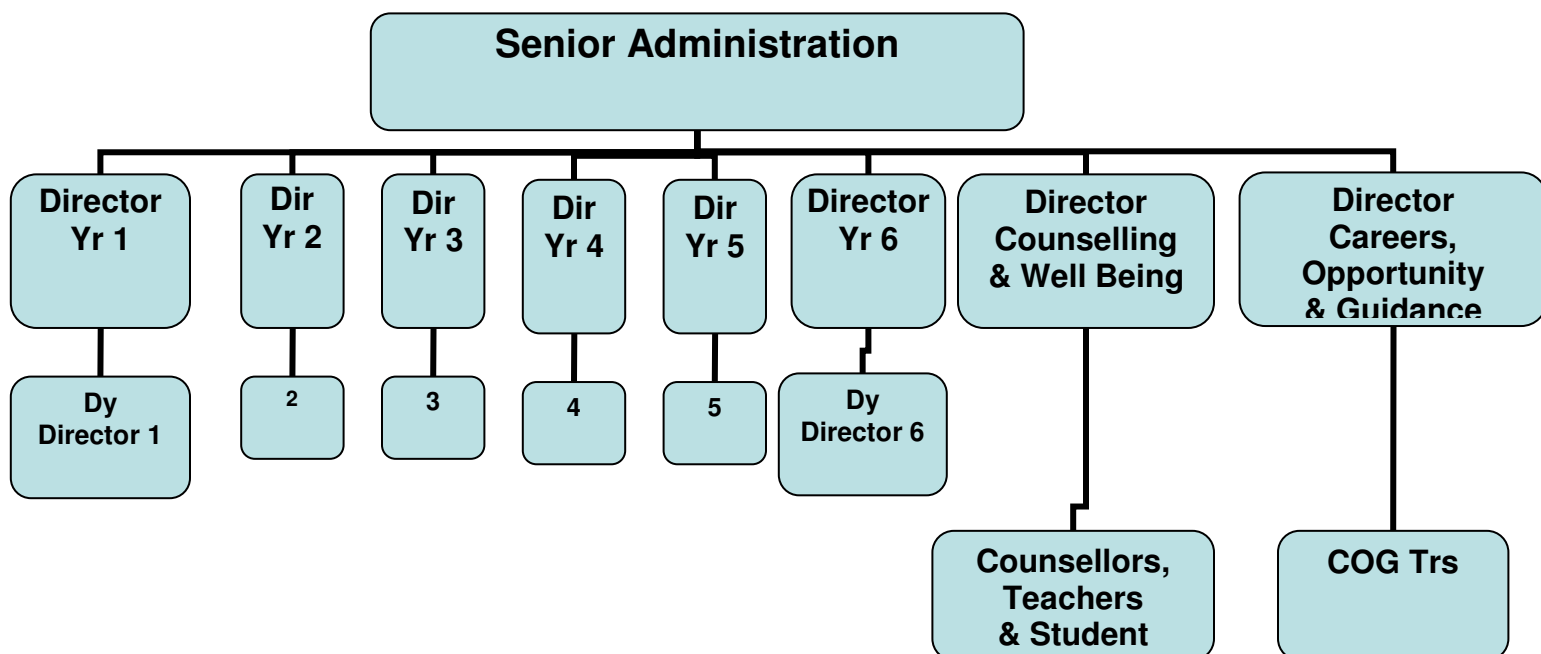 Senior Administration
Director
Yr 1
Dir
Yr 2
Dir
Yr 3
Dir
Yr 4
Dir
Yr 5
Director
Yr 6
Director
Counselling
& Well Being
Director
Careers,
Opportunity
& Guidance
Dy
Director 1
2
3
4
5
Dy
Director 6
Counsellors,
Teachers
& Student
COG Trs